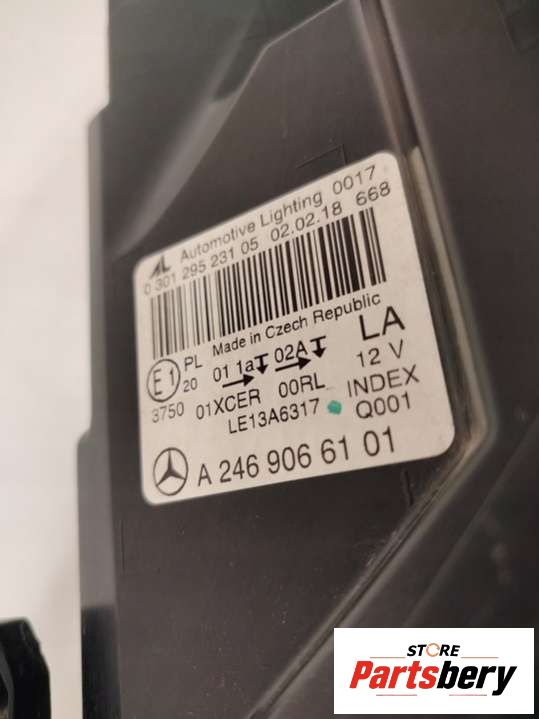 AL Automotive Lighting 0017
0 301 295 231 05 02.02.18 668
Made in Czech Republic LA
E1 PL 20 01 1a 02A 12 V
3750 01XCER 00RL INDEX
LE13A6317 Q001
A 246 906 61 01
STORE
Partsbery